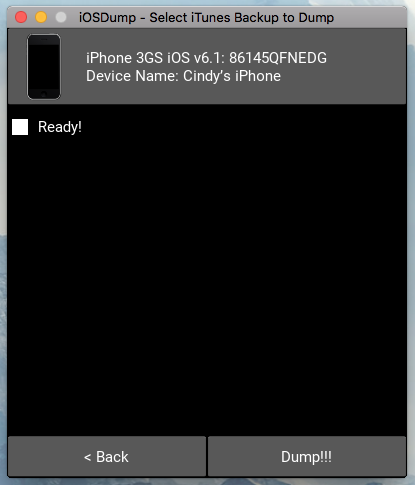 iOSDump - Select iTunes Backup to Dump
iPhone 3GS iOS v6.1: 86145QFNEDG
Device Name: Cindy’s iPhone
Ready!
< Back
Dump!!!